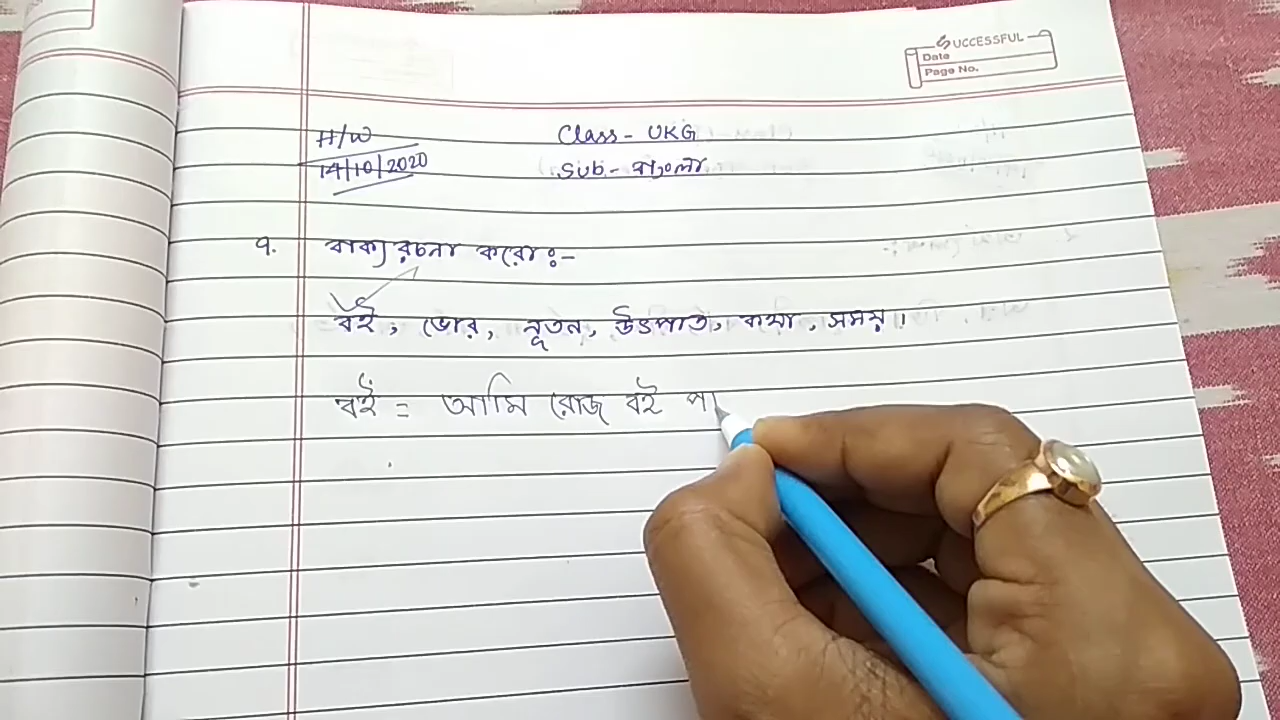 SUCCESSFUL
Date
Page No.
H/W Class - UKG
14/10/2020 Sub. - বাংলা
৭. বাক্য রচনা করো :-
বই, ভোর, নূতন, উৎপাত, কথা, সময়।
বই = আমি রোজ বই প